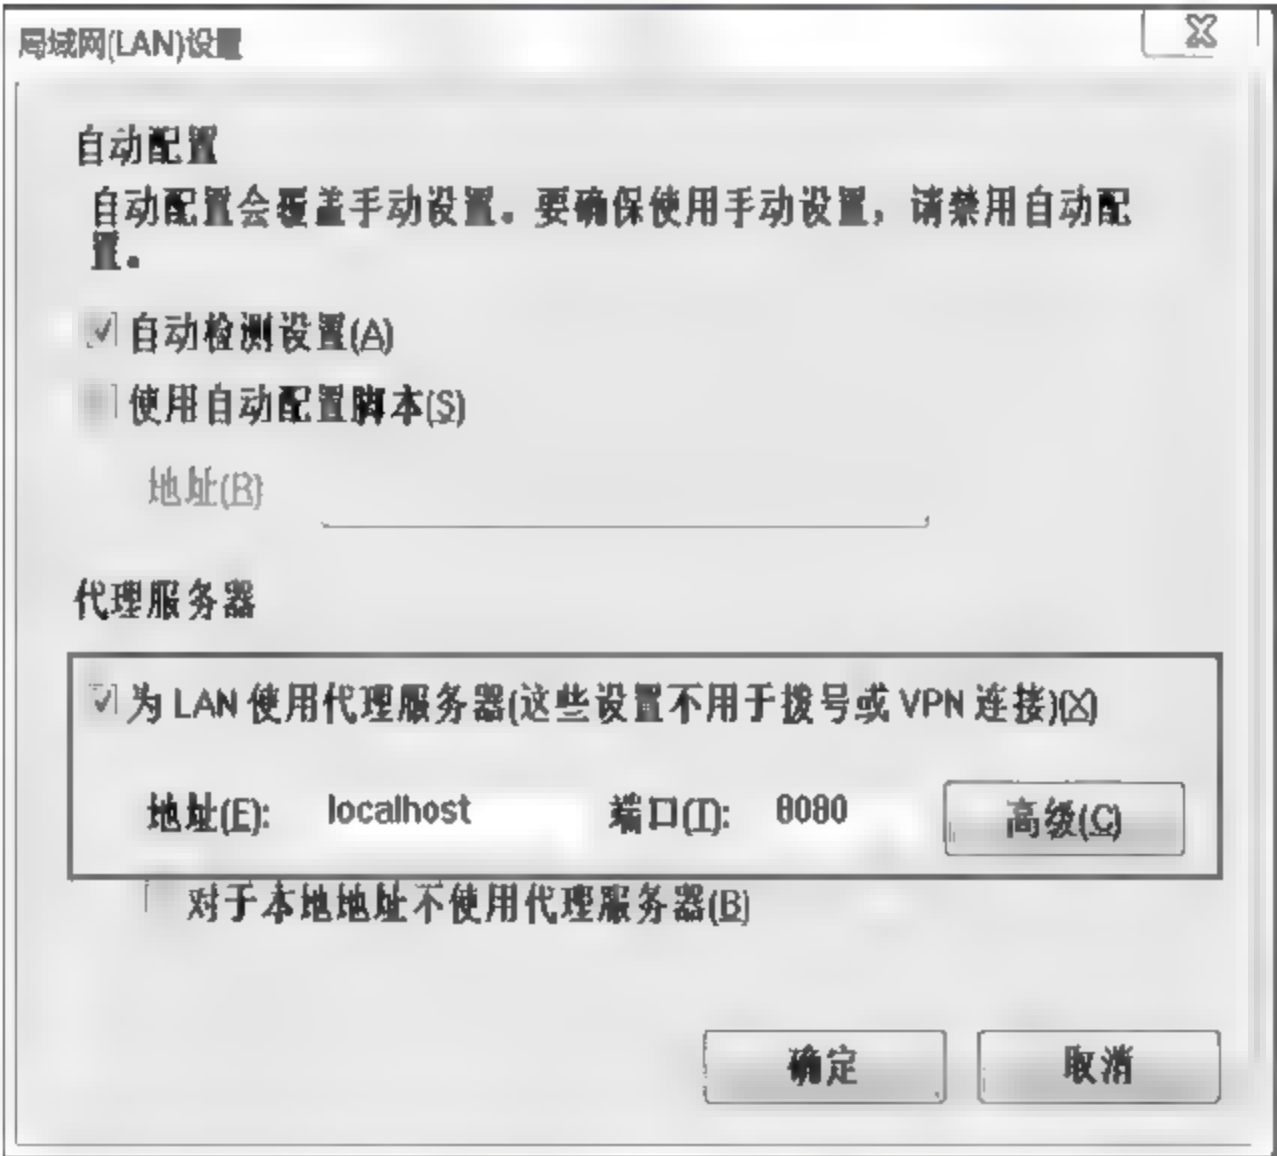 局域网(LAN)设置
自动配置
自动配置会覆盖手动设置。要确保使用手动设置，请禁用自动配
置。
自动检测设置(A)
使用自动配置脚本(S)
地址(R)
代理服务器
为 LAN 使用代理服务器(这些设置不用于拨号或 VPN 连接)(X)
地址(E): localhost 端口(T): 8080 高级(C)
对于本地地址不使用代理服务器(B)
确定 取消